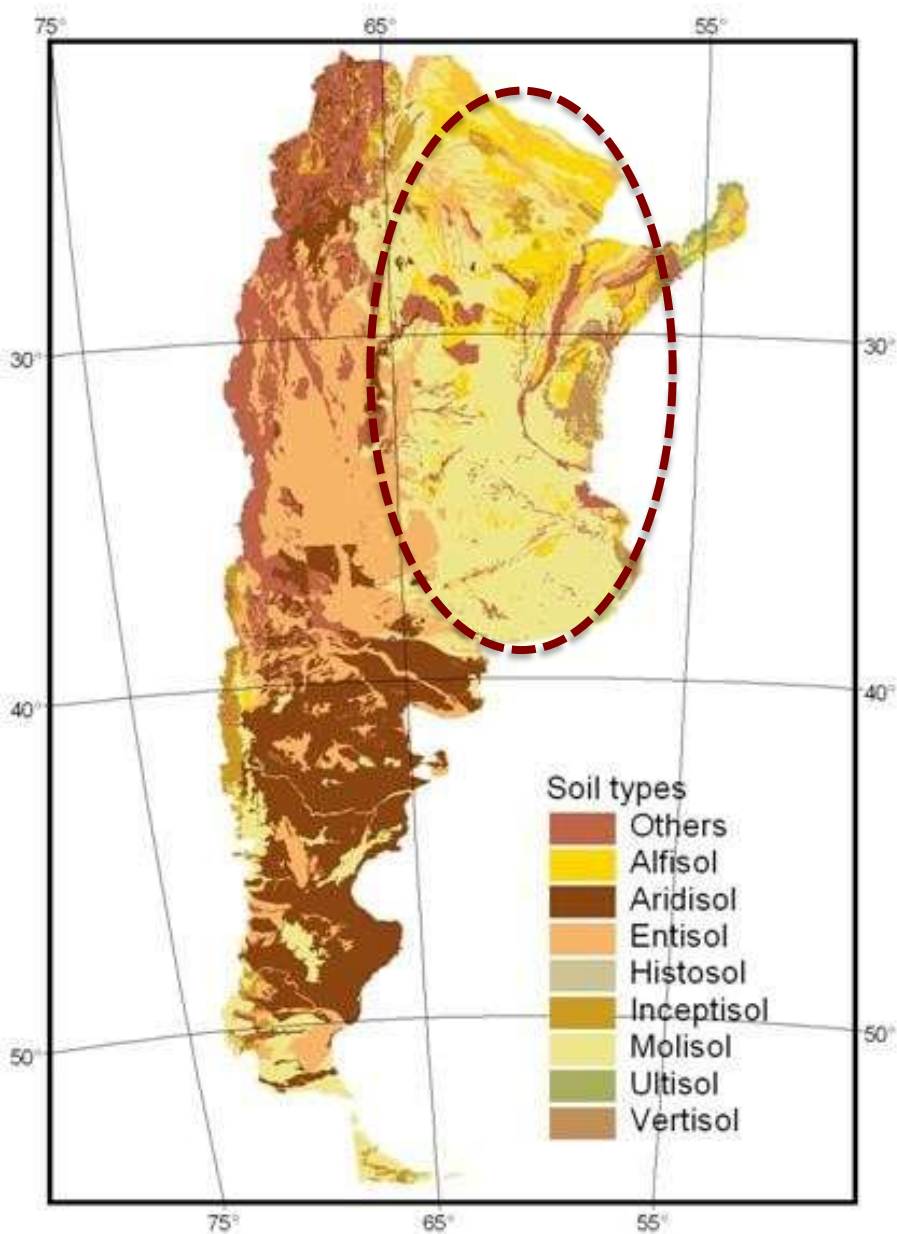 75° 65° 55°
30° 30°
40° 40°
Soil types
Others
Alfisol
Aridisol
Entisol
Histosol
Inceptisol
50° 50°
Molisol
Ultisol
Vertisol
75° 65° 55°